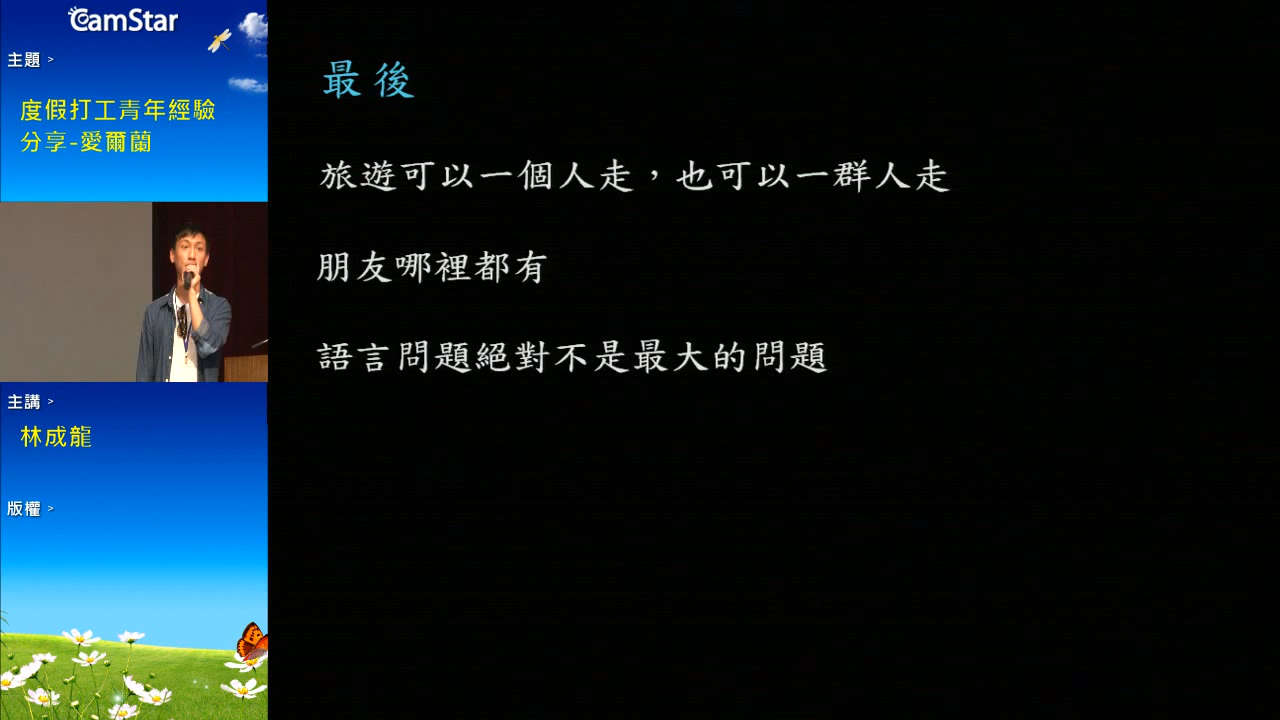 CamStar
主題 >
度假打工青年經驗
分享-愛爾蘭
主講 >
林成龍
版權 >
最後
旅遊可以一個人走，也可以一群人走
朋友哪裡都有
語言問題絕對不是最大的問題